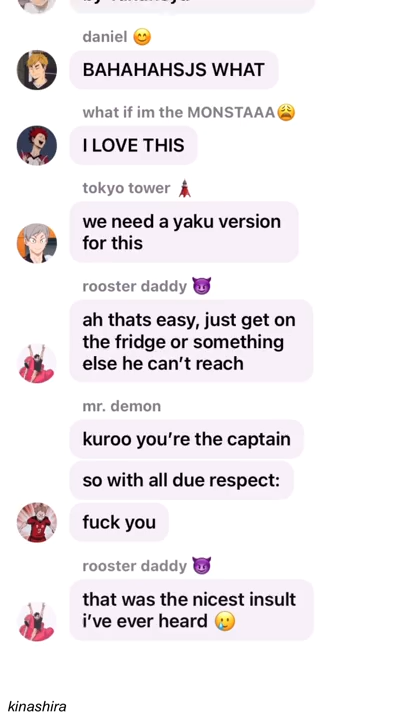 daniel 😊
BAHAHAHSJS WHAT
what if im the MONSTAAA😩
I LOVE THIS
tokyo tower 🗼
we need a yaku version
for this
rooster daddy 😈
ah thats easy, just get on
the fridge or something
else he can’t reach
mr. demon
kuroo you’re the captain
so with all due respect:
fuck you
rooster daddy 😈
that was the nicest insult
i’ve ever heard 🥲
kinashira